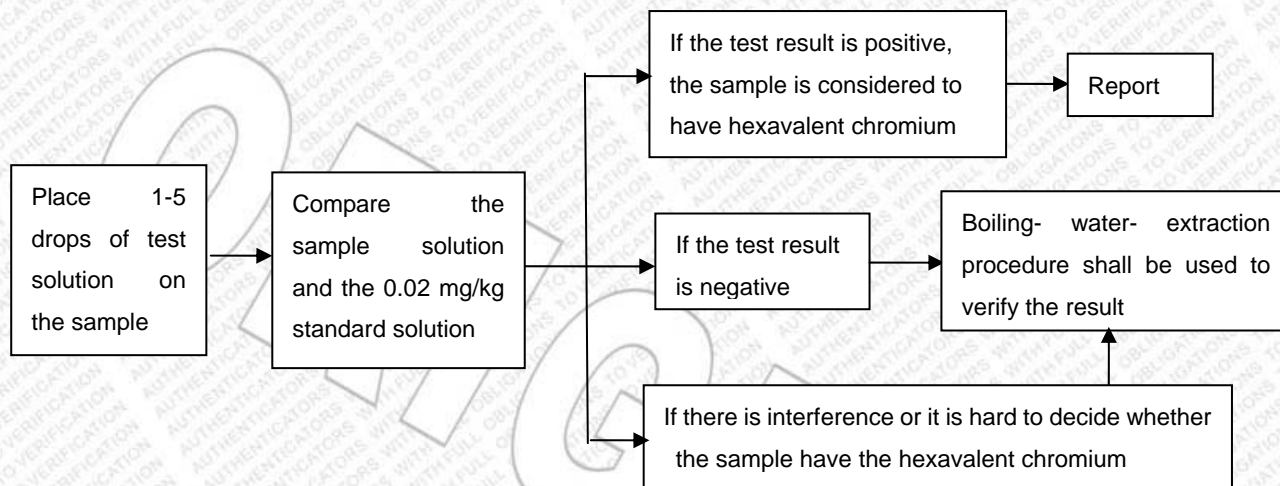 Place 1-5
drops of test
solution on
the sample
Compare the
sample solution
and the 0.02 mg/kg
standard solution
If the test result is positive,
the sample is considered to
have hexavalent chromium
Report
If the test result
is negative
Boiling- water- extraction
procedure shall be used to
verify the result
If there is interference or it is hard to decide whether
the sample have the hexavalent chromium